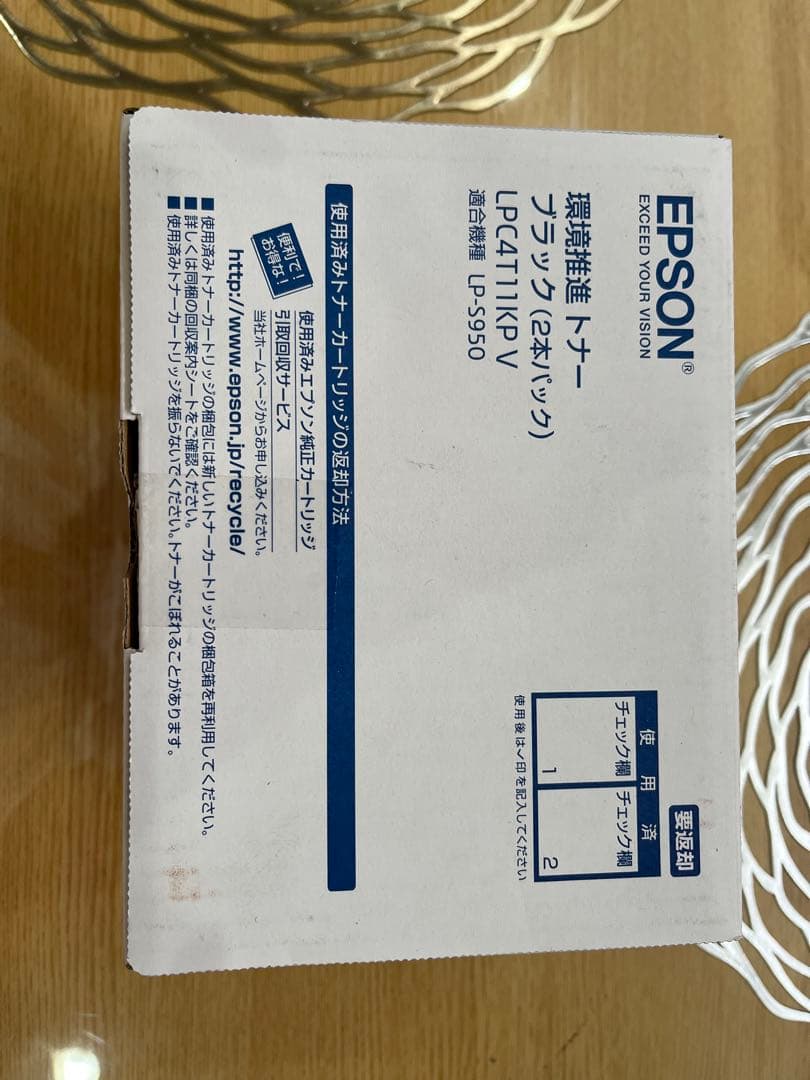 EPSON®
EXCEED YOUR VISION
環境推進 トナー
ブラック(2本パック)
LPC4T11KP V
適合機種 LP-S950
要返却
使用済
チェック欄 チェック欄
1 2
使用後は✓印を記入してください
使用済みトナーカートリッジの返却方法
便利で!
お得な!
使用済みエプソン純正カートリッジ
引取回収サービス
当社ホームページからお申し込みください。
http://www.epson.jp/recycle/
■使用済みトナーカートリッジの梱包には新しいトナーカートリッジの梱包箱を再利用してください。
■詳しくは同梱の回収案内シートをご確認ください。
■使用済みトナーカートリッジを振らないでください。トナーがこぼれることがあります。